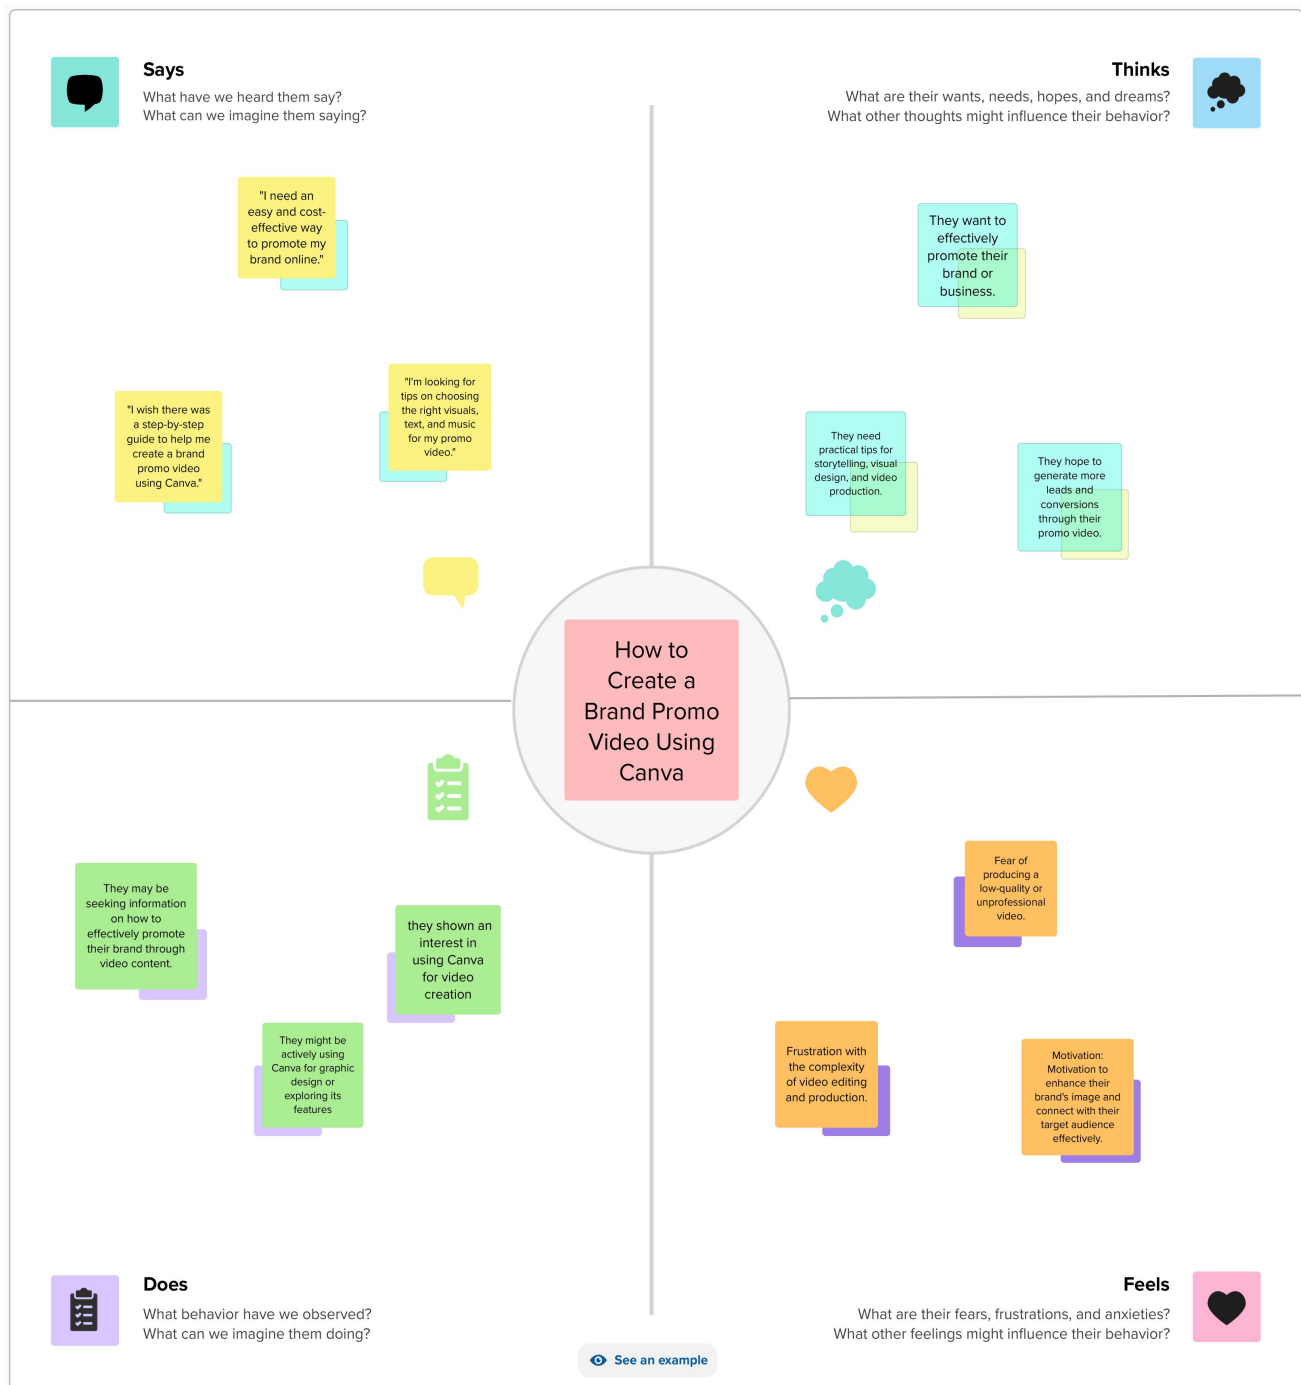 Says
What have we heard them say?
What can we imagine them saying?
Thinks
What are their wants, needs, hopes, and dreams?
What other thoughts might influence their behavior?
"I need an
easy and cost-
effective way
to promote my
brand online."
"I wish there was
a step-by-step
guide to help me
create a brand
promo video
using Canva."
"I'm looking for
tips on choosing
the right visuals,
text, and music
for my promo
video."
They want to
effectively
promote their
brand or
business.
They need
practical tips for
storytelling, visual
design, and video
production.
They hope to
generate more
leads and
conversions
through their
promo video.
How to
Create a
Brand Promo
Video Using
Canva
They may be
seeking information
on how to
effectively promote
their brand through
video content.
they shown an
interest in
using Canva
for video
creation
They might be
actively using
Canva for graphic
design or
exploring its
features
Fear of
producing a
low-quality or
unprofessional
video.
Frustration with
the complexity
of video editing
and production.
Motivation:
Motivation to
enhance their
brand's image and
connect with their
target audience
effectively.
Does
What behavior have we observed?
What can we imagine them doing?
Feels
What are their fears, frustrations, and anxieties?
What other feelings might influence their behavior?
See an example